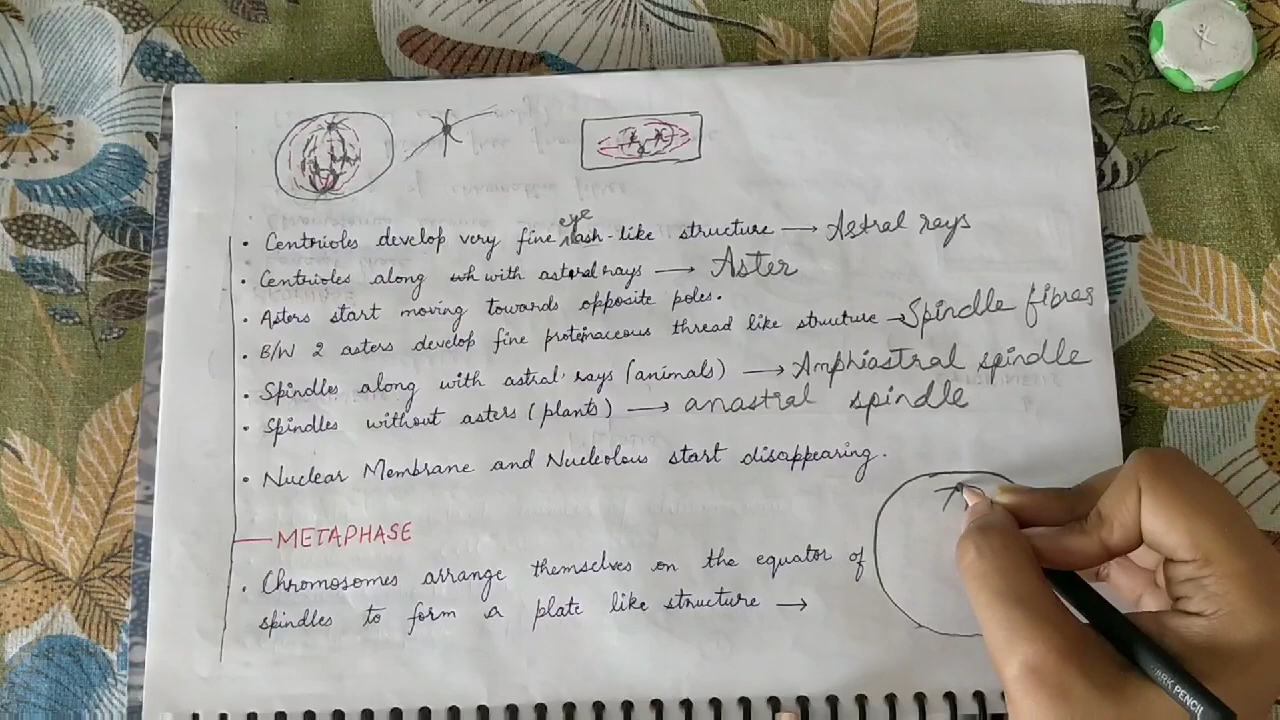 • Centrioles develop very fine eye lash-like structure → Astral rays
• Centrioles along with astral rays → Aster
• Asters start moving towards opposite poles.
• B/W 2 asters develop fine proteinaceous thread like structure → Spindle fibres
• Spindles along with astral rays (animals) → Amphiastral spindle
• Spindles without asters (plants) → anastral spindle
• Nuclear Membrane and Nucleolous start disappearing.
METAPHASE
• Chromosomes arrange themselves on the equator of
spindles to form a plate like structure →
DARK PENCIL